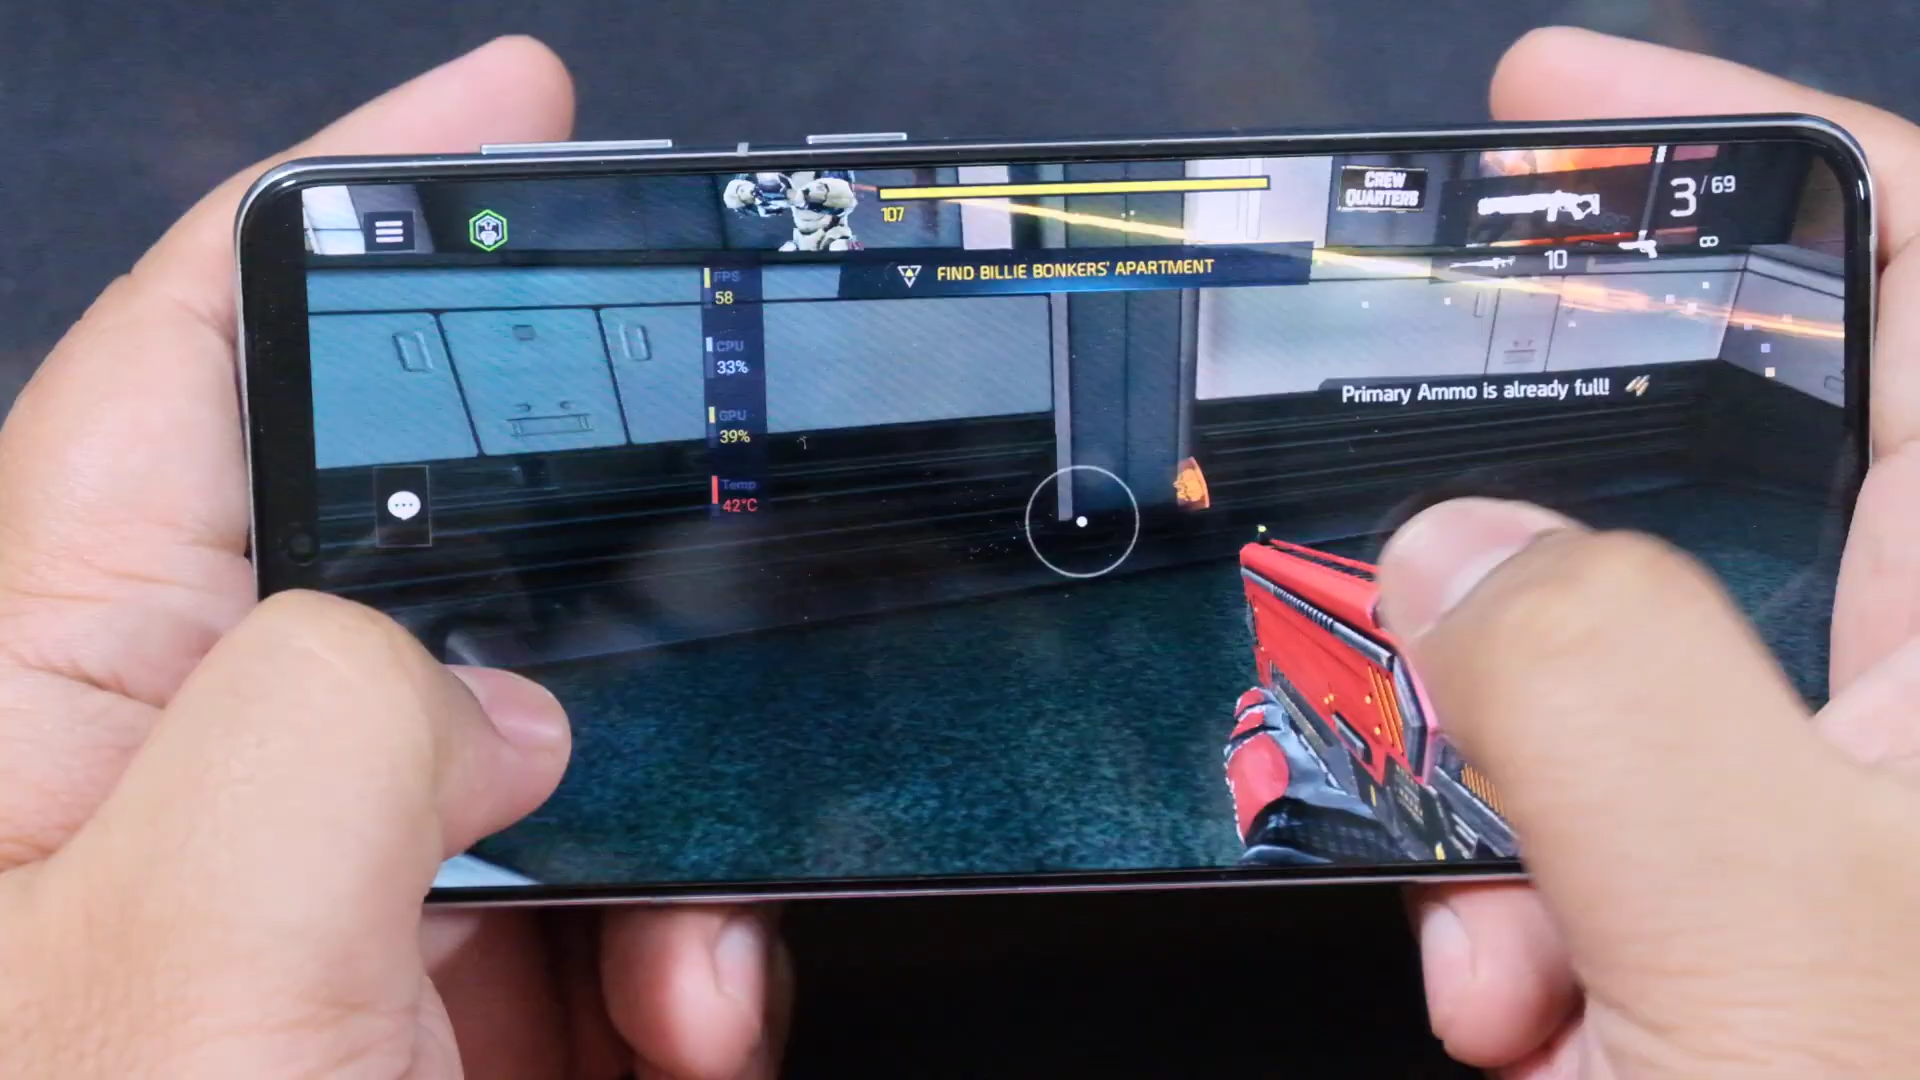 CREW
QUARTERS
3/69
107
8
FIND BILLIE BONKERS' APARTMENT
10
FPS
58
CPU
33%
Primary Ammo is already full!
GPU
39%
Temp
42°C